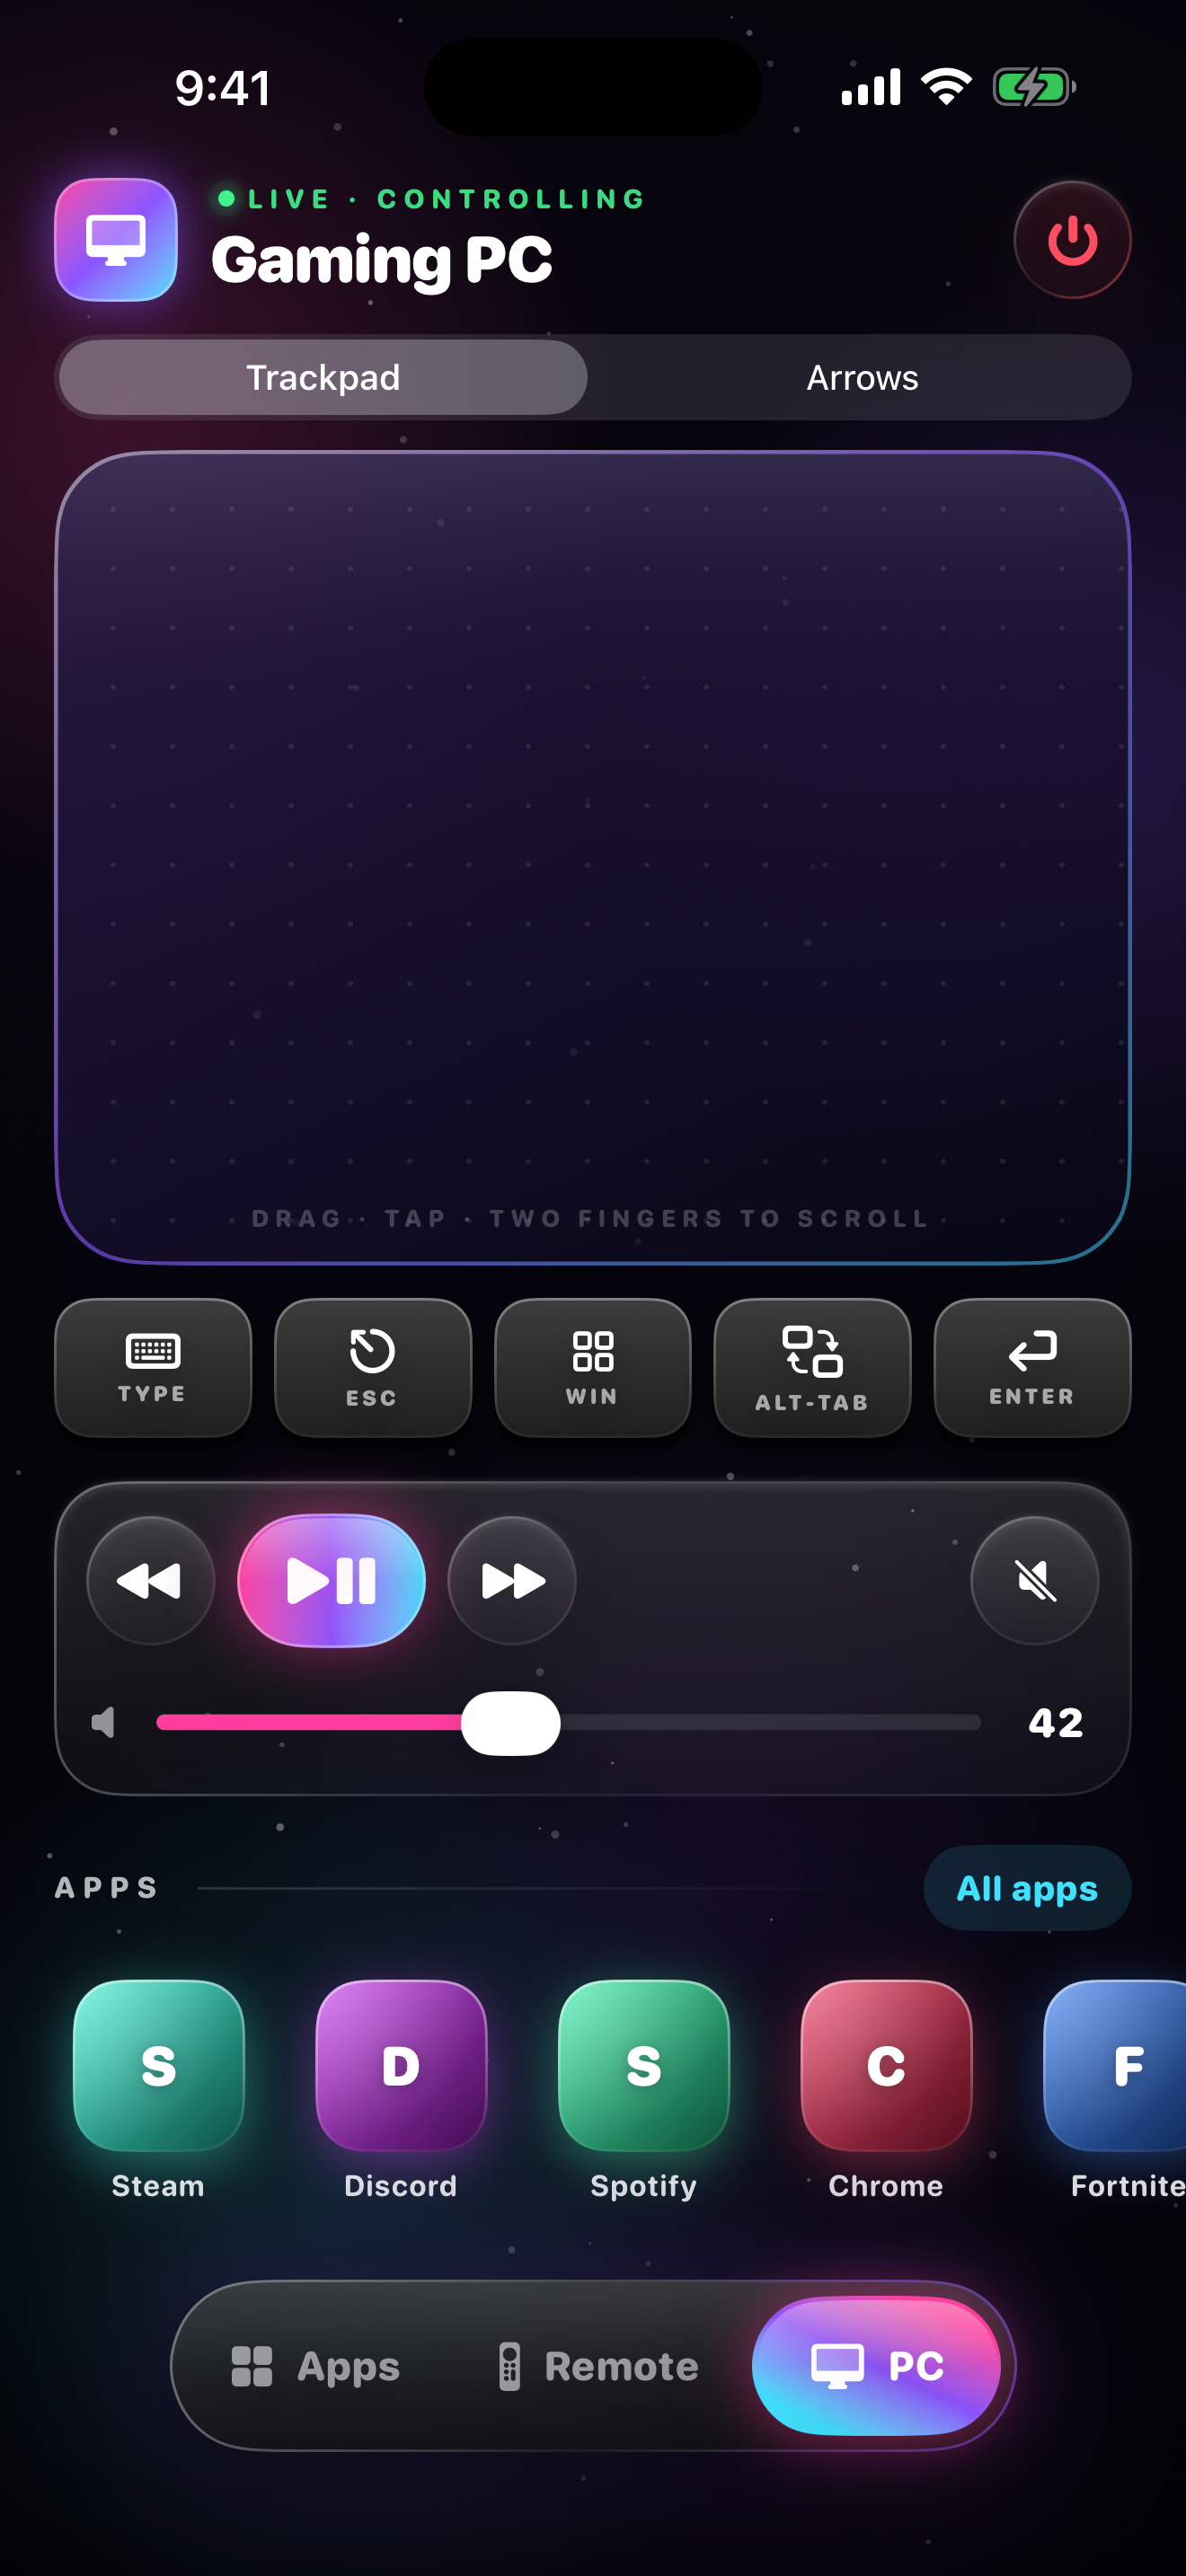 9:41
LIVE · CONTROLLING
Gaming PC
Trackpad
Arrows
DRAG · TAP · TWO FINGERS TO SCROLL
TYPE
ESC
WIN
ALT-TAB
ENTER
42
APPS
All apps
S
D
S
C
F
Steam
Discord
Spotify
Chrome
Fortnite
Apps
Remote
PC